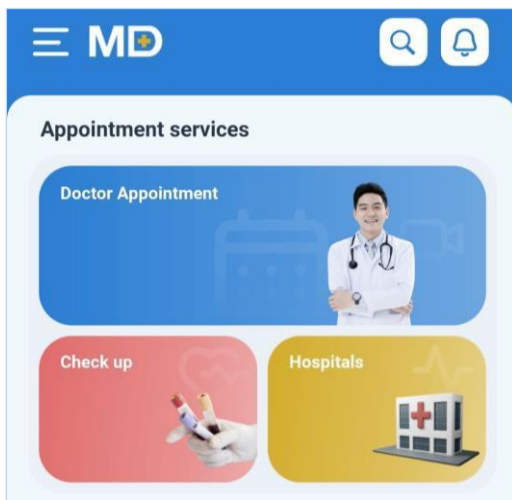 MD
Appointment services
Doctor Appointment
Check up
Hospitals